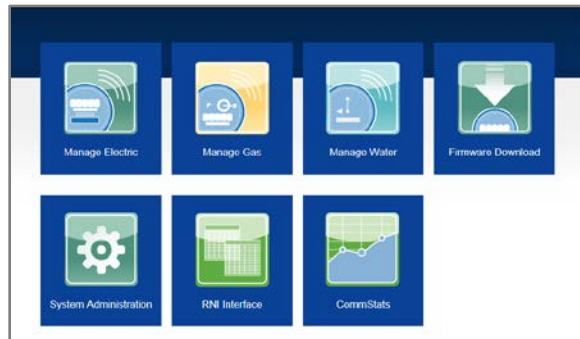 Manage Electric
Manage Gas
Manage Water
Firmware Download
System Administration
RNI Interface
CommStats